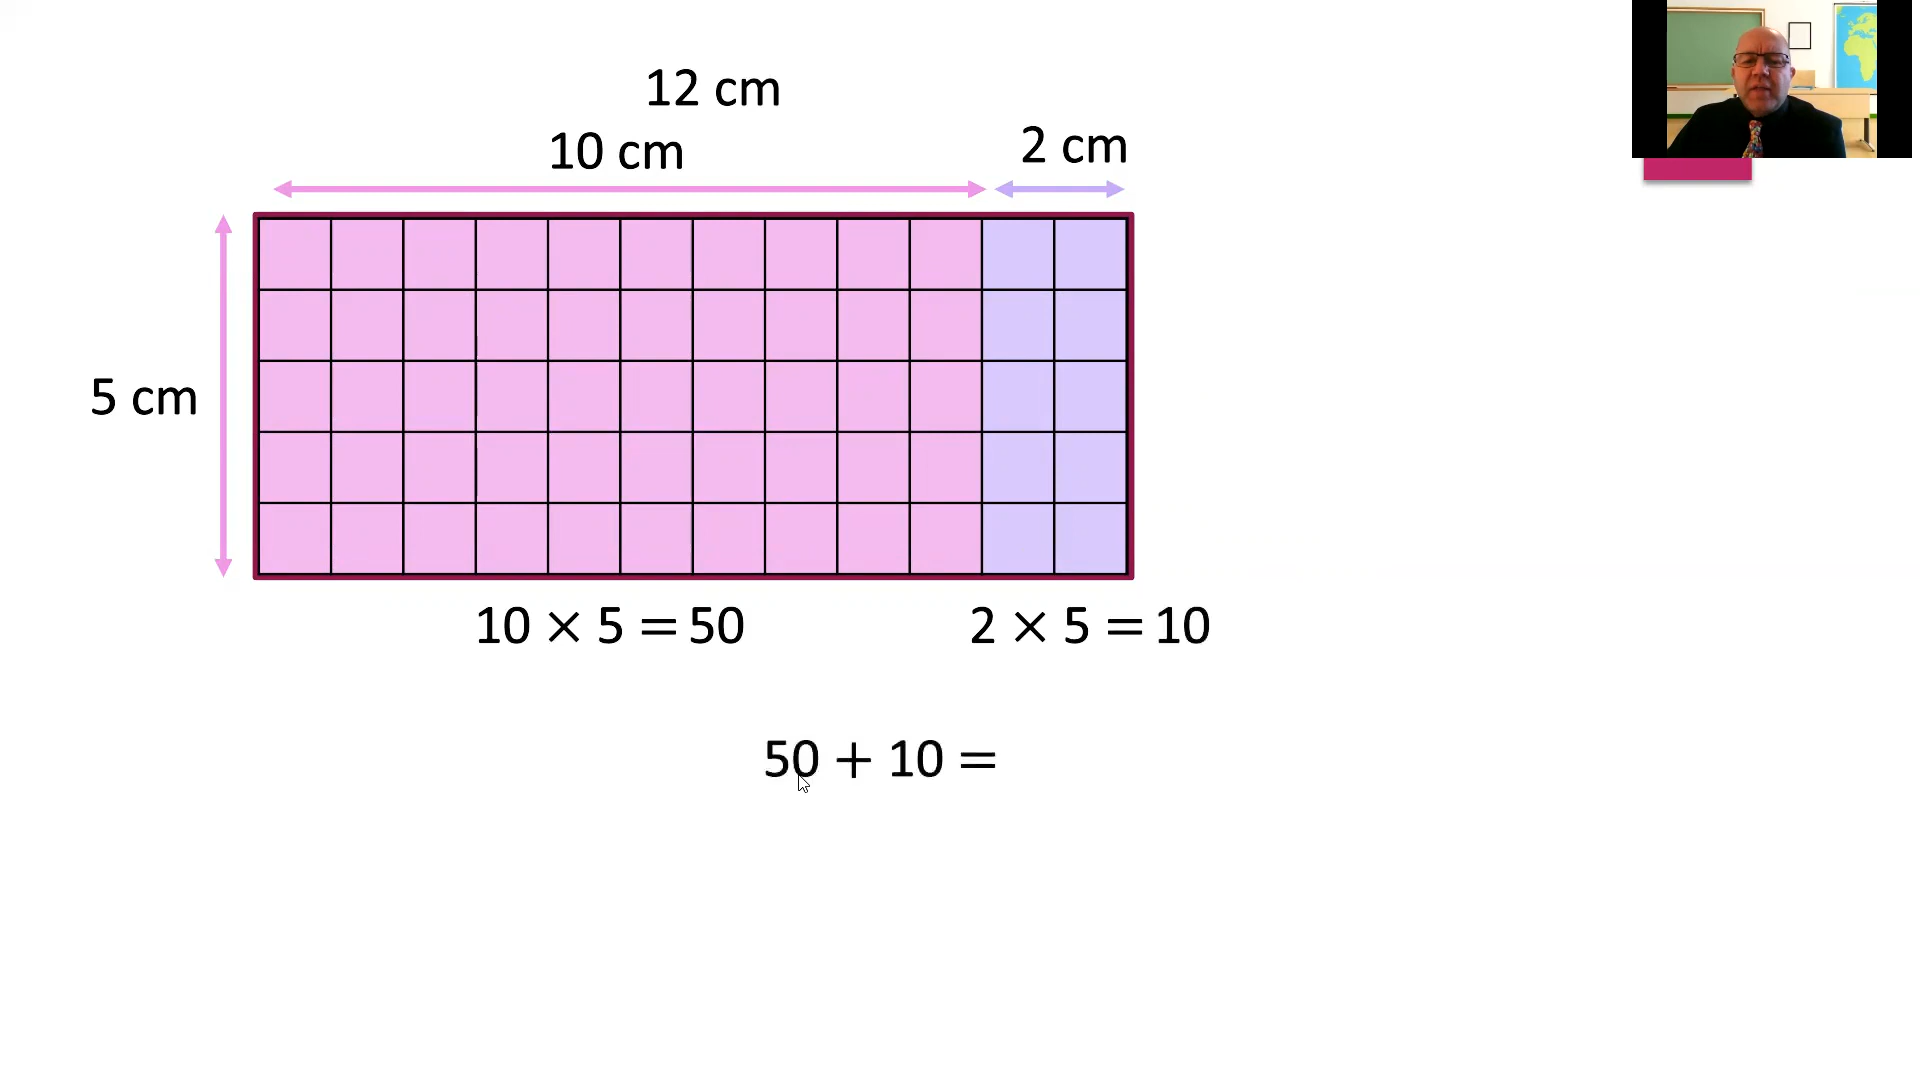 12 cm
10 cm
2 cm
5 cm
10 × 5 = 50
2 × 5 = 10
50 + 10 =